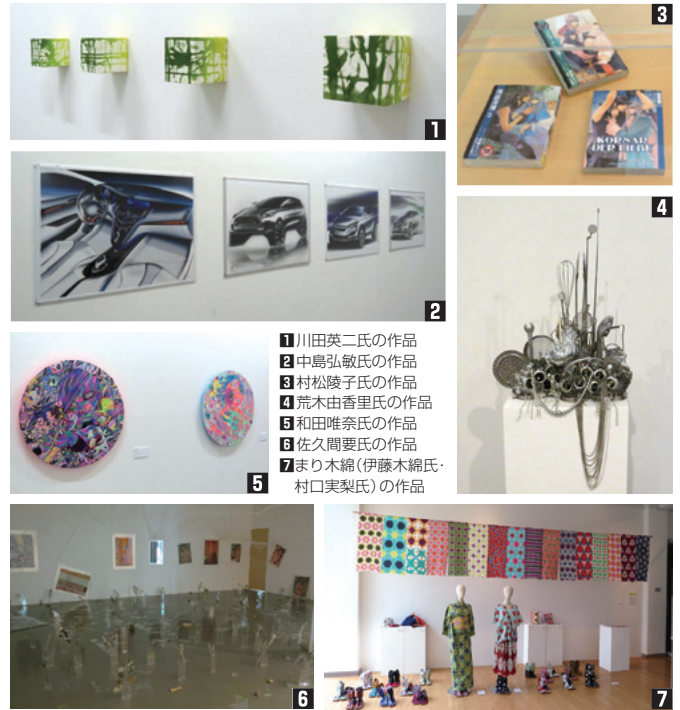 1
3
KORNAP
DER LIEBE
4
2
1 川田英二氏の作品
2 中島弘敏氏の作品
3 村松陵子氏の作品
4 荒木由香里氏の作品
5 和田唯奈氏の作品
6 佐久間要氏の作品
7 まり木綿(伊藤木綿氏・
村口実梨氏)の作品
5
6
7